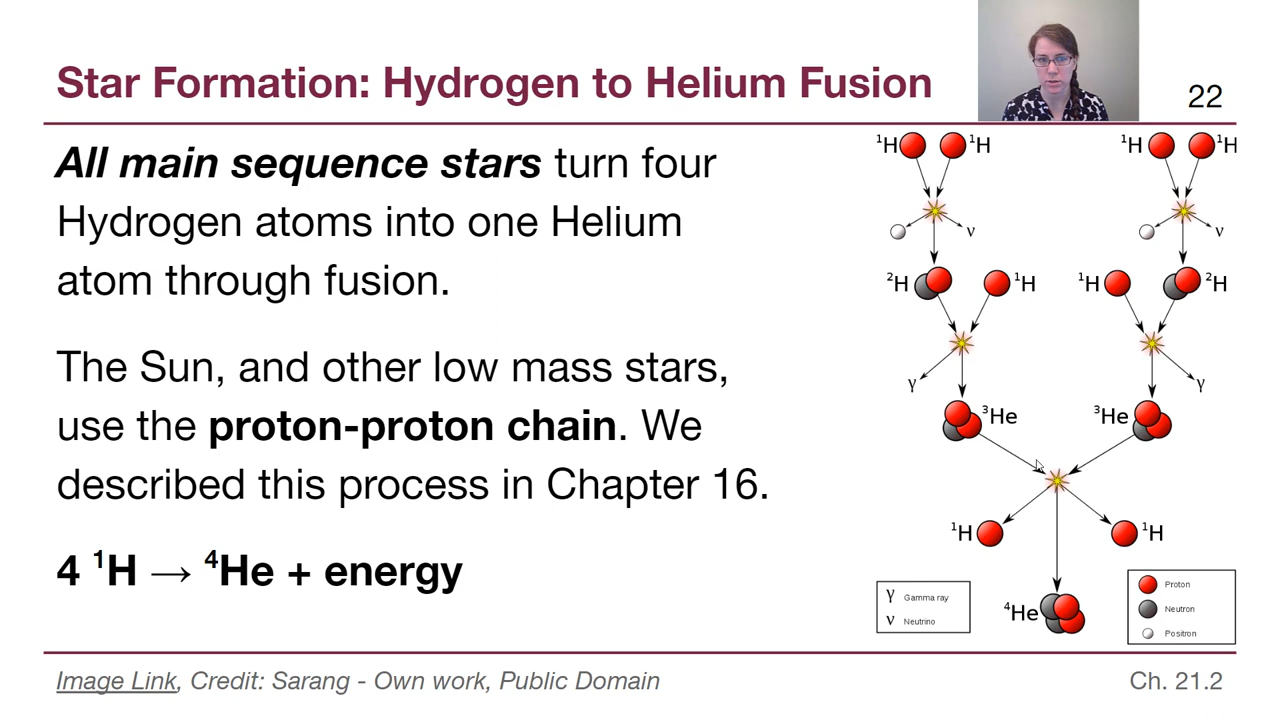 Star Formation: Hydrogen to Helium Fusion
22
All main sequence stars turn four
Hydrogen atoms into one Helium
atom through fusion.
The Sun, and other low mass stars,
use the proton-proton chain. We
described this process in Chapter 16.
4 ¹H → ⁴He + energy
¹H ¹H ¹H ¹H
ν ν
²H ¹H ¹H ²H
γ γ
³He ³He
¹H ¹H
⁴He
γ Gamma ray
ν Neutrino
Proton
Neutron
Positron
Image Link, Credit: Sarang - Own work, Public Domain
Ch. 21.2